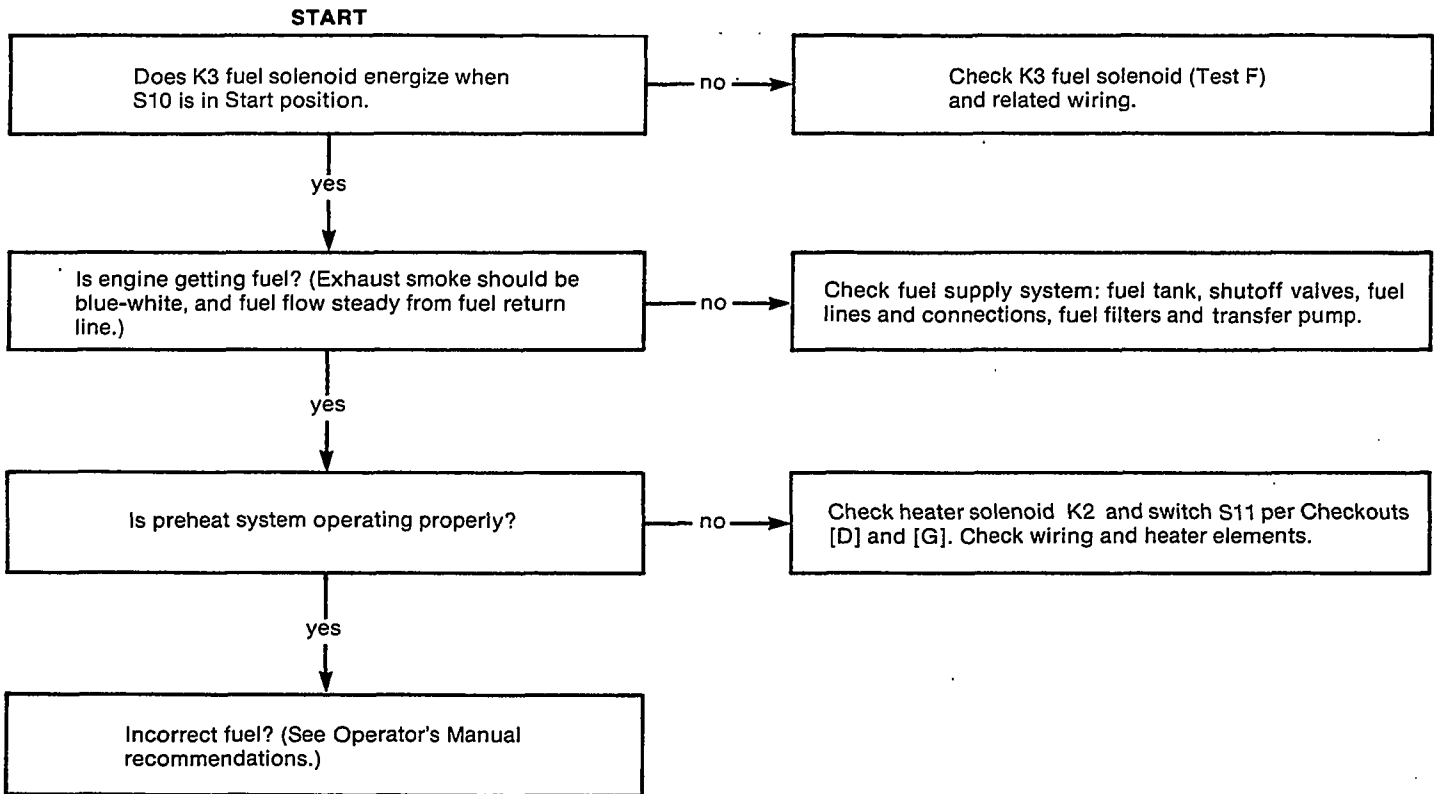 START
Does K3 fuel solenoid energize when
S10 is in Start position.
no
Check K3 fuel solenoid (Test F)
and related wiring.
yes
Is engine getting fuel? (Exhaust smoke should be
blue-white, and fuel flow steady from fuel return
line.)
no
Check fuel supply system: fuel tank, shutoff valves, fuel
lines and connections, fuel filters and transfer pump.
yes
Is preheat system operating properly?
no
Check heater solenoid K2 and switch S11 per Checkouts
[D] and [G]. Check wiring and heater elements.
yes
Incorrect fuel? (See Operator's Manual
recommendations.)